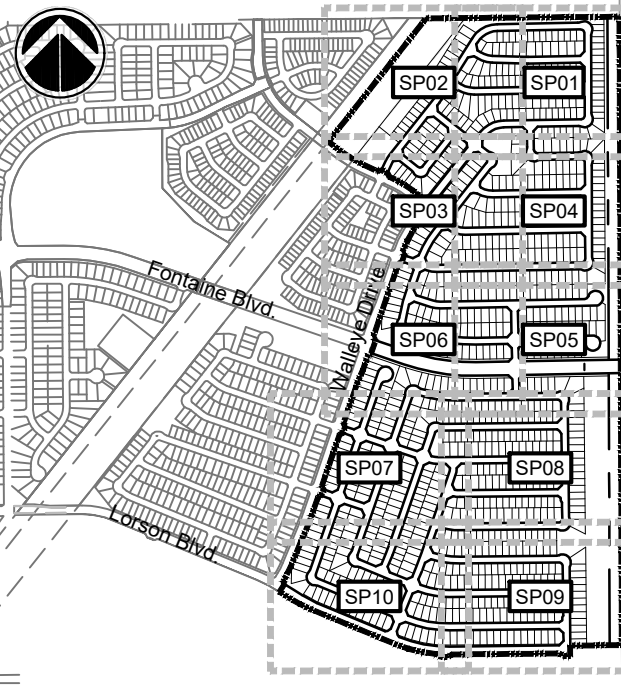 SP02
SP01
SP03
SP04
Fontaine Blvd.
Walleye Drive
SP06
SP05
SP07
SP08
Lorson Blvd.
SP10
SP09